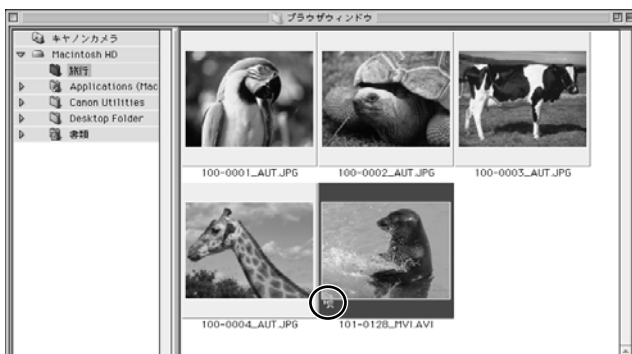 ブラウザウィンドウ
キヤノンカメラ
Macintosh HD
旅行
Applications (Mac
Canon Utilities
Desktop Folder
書類
100-0001_AUT.JPG
100-0002_AUT.JPG
100-0003_AUT.JPG
100-0004_AUT.JPG
101-0128_MVI.AVI